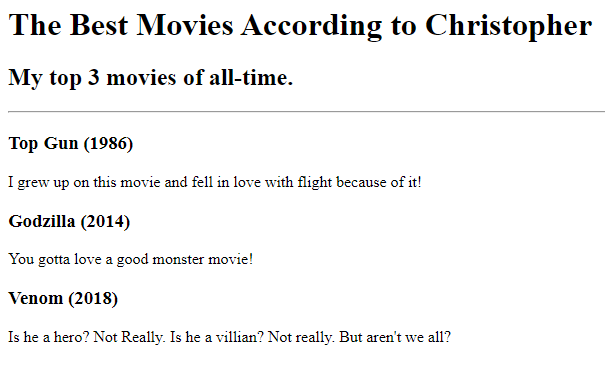 The Best Movies According to Christopher
My top 3 movies of all-time.
Top Gun (1986)
I grew up on this movie and fell in love with flight because of it!
Godzilla (2014)
You gotta love a good monster movie!
Venom (2018)
Is he a hero? Not Really. Is he a villian? Not really. But aren't we all?